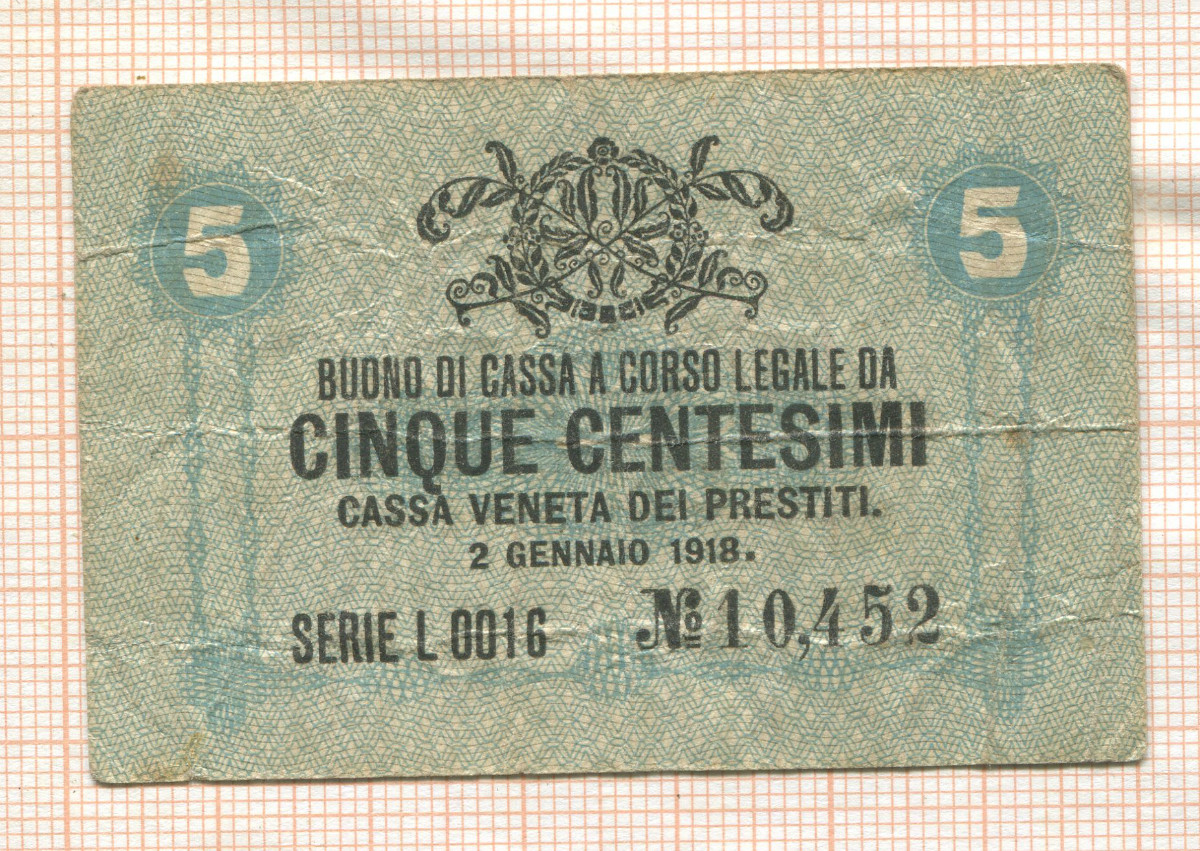 5 5
BUONO DI CASSA A CORSO LEGALE DA
CINQUE CENTESIMI
CASSA VENETA DEI PRESTITI.
2 GENNAIO 1918.
SERIE L 0016 № 10,452